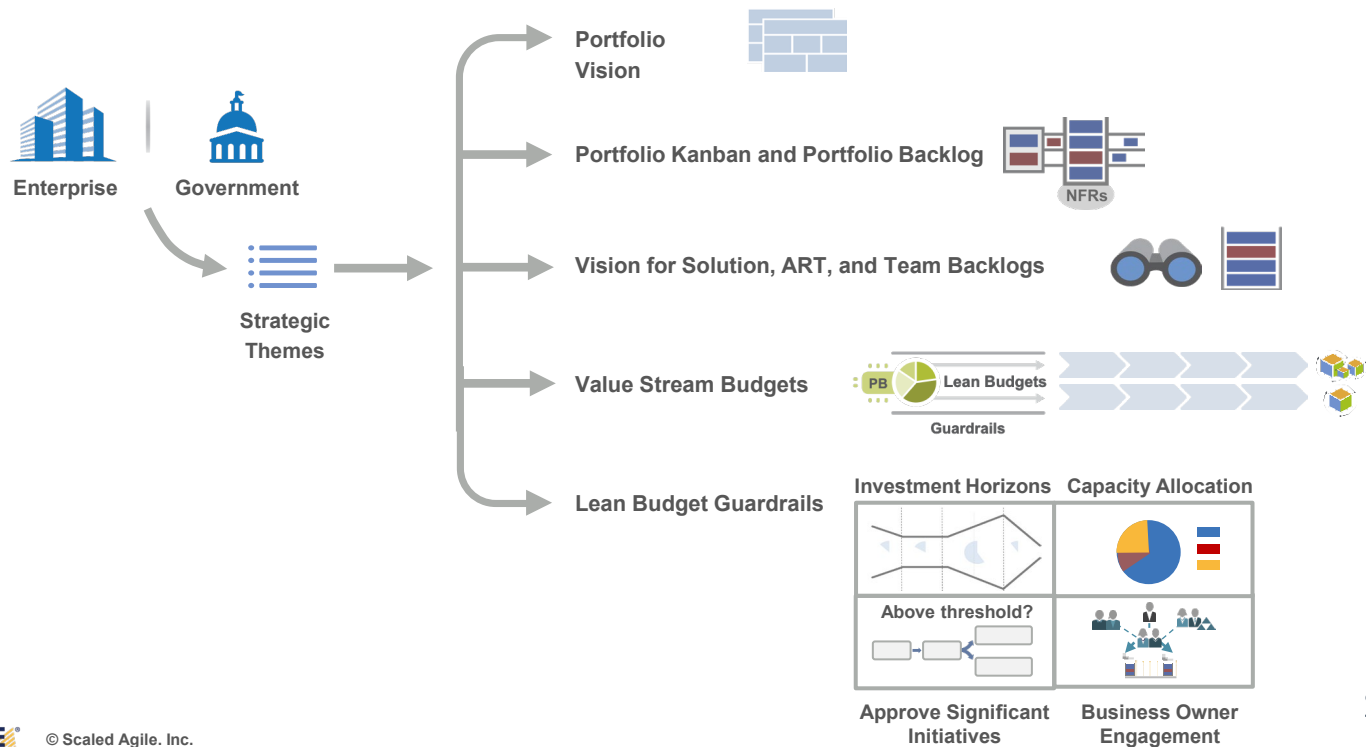 Portfolio
Vision
Enterprise
Government
Portfolio Kanban and Portfolio Backlog
NFRs
Vision for Solution, ART, and Team Backlogs
Strategic
Themes
Value Stream Budgets
PB
Lean Budgets
Guardrails
Lean Budget Guardrails
Investment Horizons
Capacity Allocation
Above threshold?
Approve Significant
Initiatives
Business Owner
Engagement
© Scaled Agile. Inc.